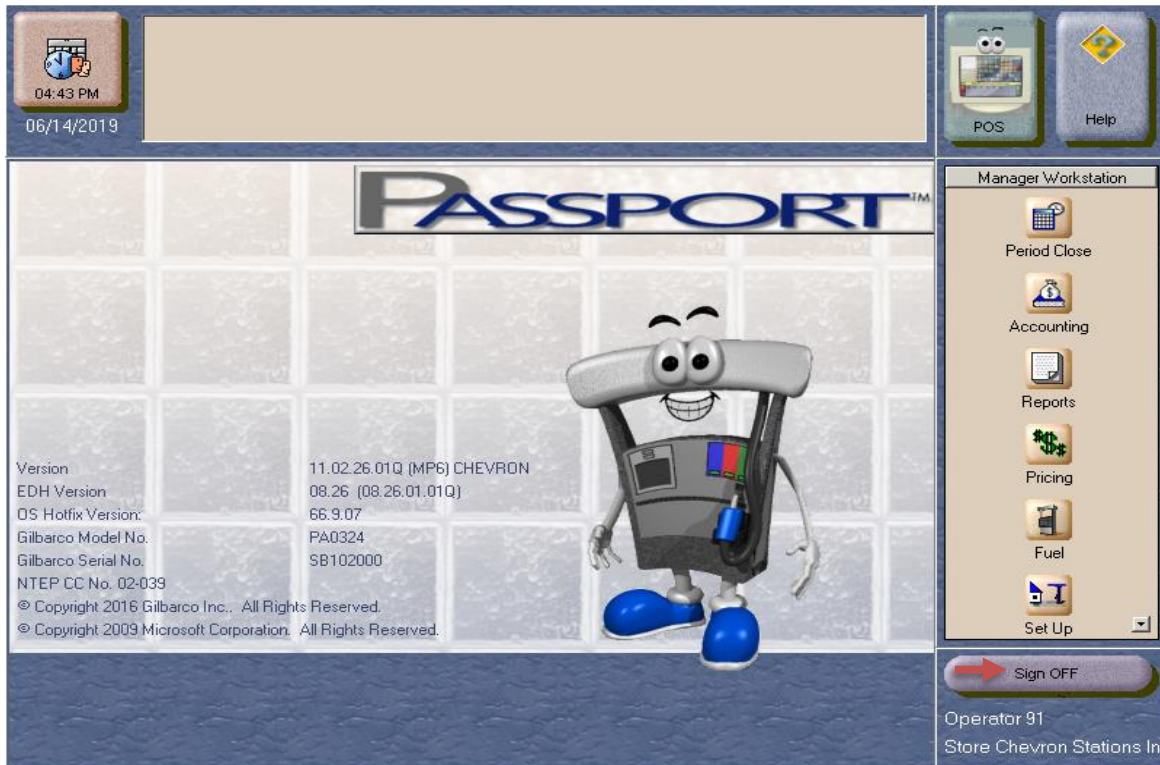 04:43 PM
06/14/2019
POS
Help
PASSPORT™
Manager Workstation
Period Close
Accounting
Reports
Pricing
Fuel
Set Up
Version 11.02.26.01Q (MP6) CHEVRON
EDH Version 08.26 (08.26.01.01Q)
OS Hotfix Version: 66.9.07
Gilbarco Model No. PA0324
Gilbarco Serial No. SB102000
NTEP CC No. 02-039
© Copyright 2016 Gilbarco Inc.. All Rights Reserved.
© Copyright 2009 Microsoft Corporation. All Rights Reserved.
Sign OFF
Operator 91
Store Chevron Stations In